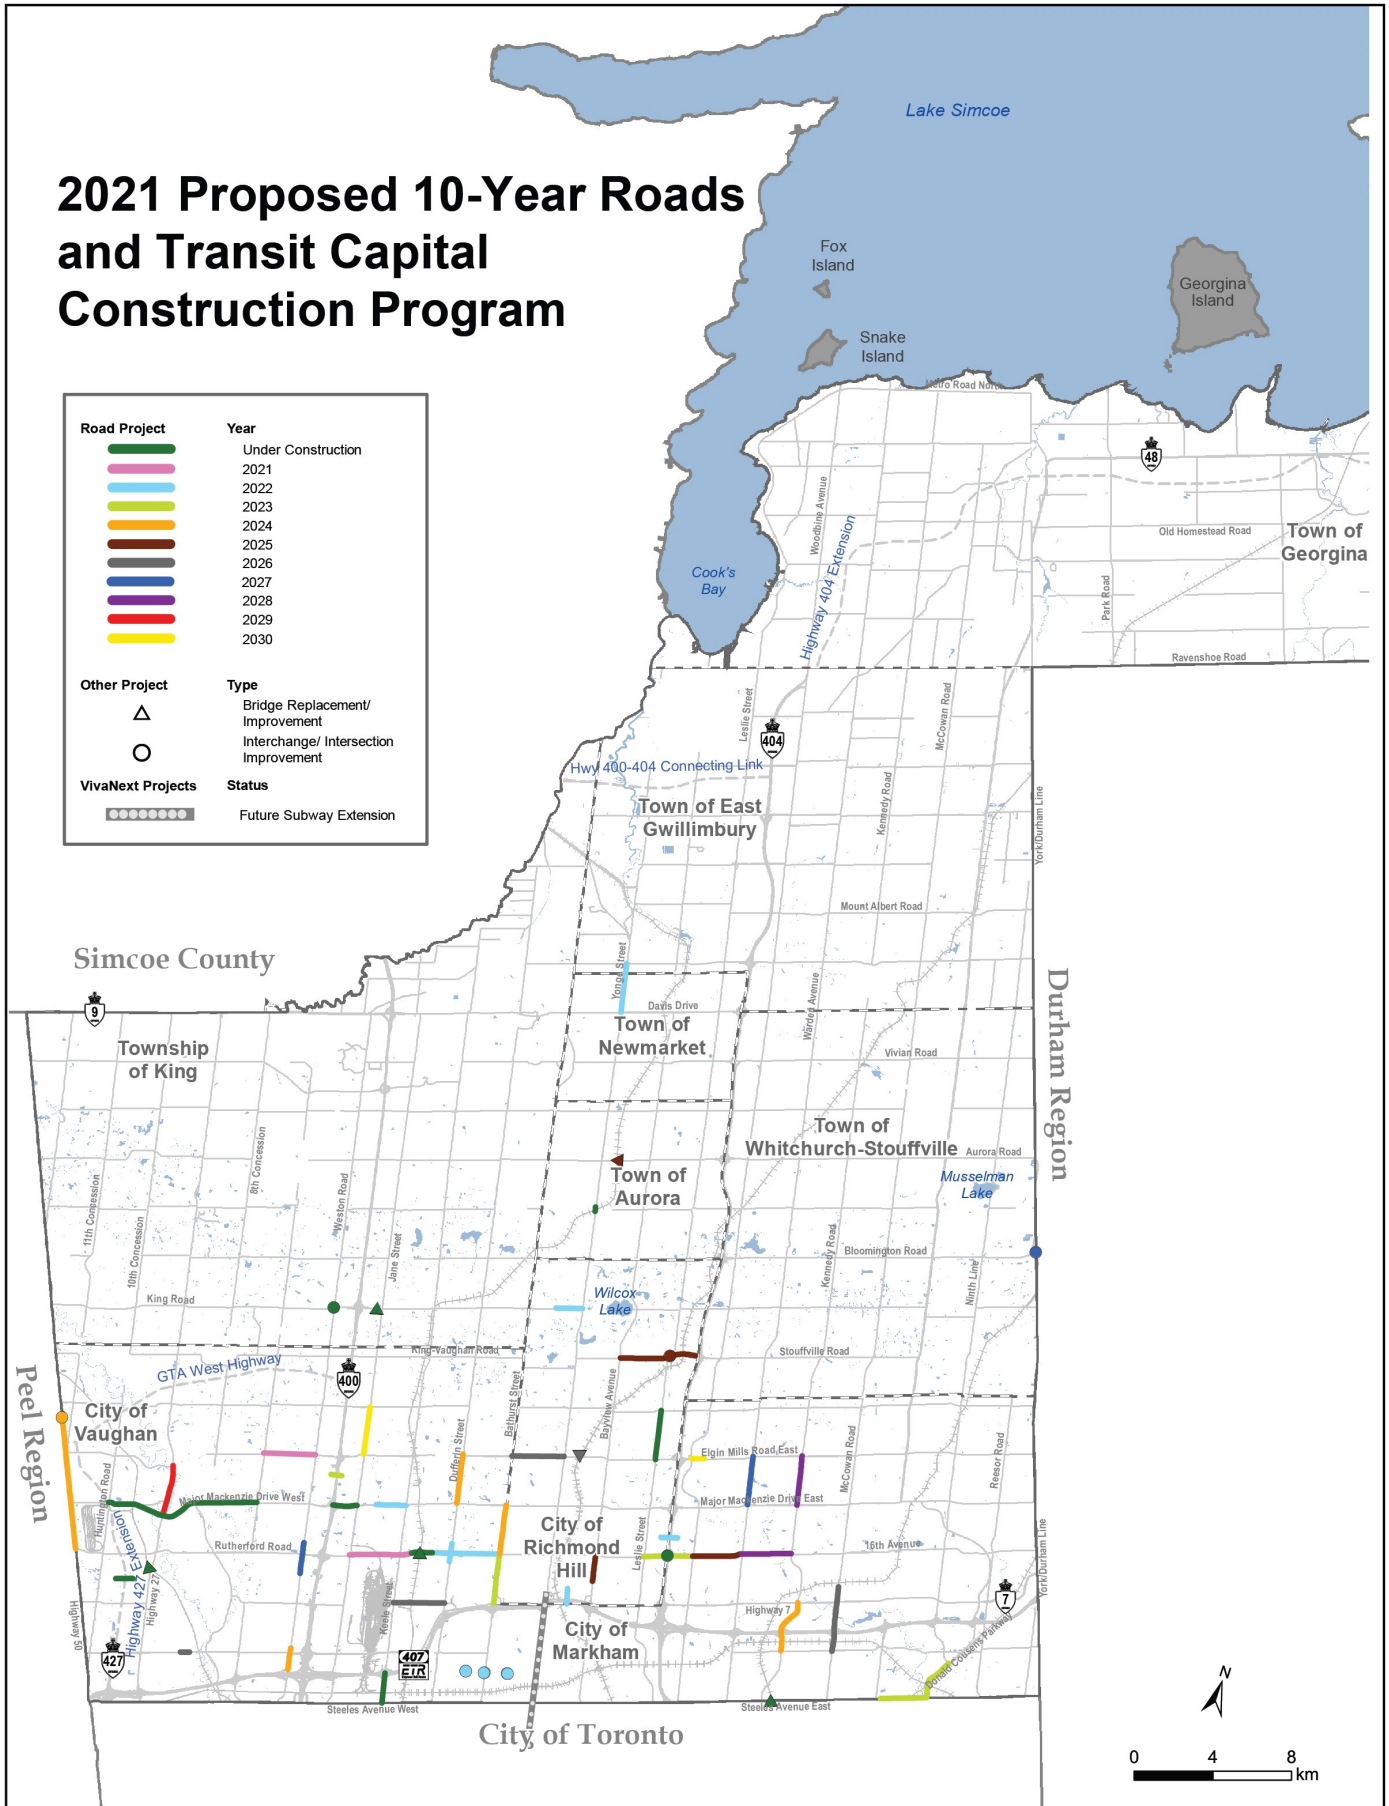 2021 Proposed 10-Year Roads
and Transit Capital
Construction Program
Lake Simcoe
Fox
Island
Georgina
Island
Snake
Island
Metro Road North
Road Project
Year
Under Construction
2021
2022
2023
2024
2025
2026
2027
2028
2029
2030
Other Project
Type
Bridge Replacement/
Improvement
Interchange/ Intersection
Improvement
VivaNext Projects
Status
Future Subway Extension
48
Woodbine Avenue
Old Homestead Road
Town of
Georgina
Cook's
Bay
Highway 404 Extension
Park Road
Ravenshoe Road
Leslie Street
McCowan Road
404
Hwy 400-404 Connecting Link
Town of East
Gwillimbury
Kennedy Road
York/Durham Line
Mount Albert Road
Simcoe County
Yonge Street
Durham Region
9
Davis Drive
Warden Avenue
Town of
Newmarket
Township
of King
Vivian Road
Town of
Whitchurch-Stouffville
Aurora Road
8th Concession
Musselman
Lake
Town of
Aurora
11th Concession
10th Concession
Weston Road
Jane Street
Kennedy Road
Bloomington Road
Ninth Line
King Road
Wilcox
Lake
King-Vaughan Road
Stouffville Road
GTA West Highway
400
Peel Region
City of
Vaughan
Bathurst Street
Bayview Avenue
Dufferin Street
Elgin Mills Road East
McCowan Road
Reesor Road
Huntington Road
Major Mackenzie Drive West
Major Mackenzie Drive East
City of
Richmond
Hill
Leslie Street
Rutherford Road
16th Avenue
York/Durham Line
Highway 427 Extension
Highway 27
Keele Street
7
Highway 7
Highway 50
City of
Markham
427
407
ETR
Donald Cousens Parkway
Steeles Avenue West
Steeles Avenue East
City of Toronto
N
0
4
8
km